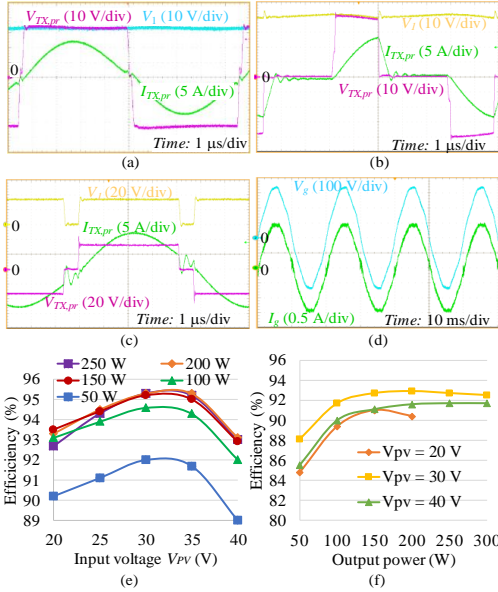 V_TX,pr (10 V/div) V_1 (10 V/div)
0
I_TX,pr (5 A/div)
Time: 1 μs/div
(a)
V_1 (10 V/div)
I_TX,pr (5 A/div)
0
V_TX,pr (10 V/div)
Time: 1 μs/div
(b)
V_1 (20 V/div)
0
I_TX,pr (5 A/div)
0
V_TX,pr (20 V/div)
Time: 1 μs/div
(c)
V_g (100 V/div)
0
0
I_g (0.5 A/div)
Time: 10 ms/div
(d)
250 W 200 W
150 W 100 W
50 W
Efficiciency (%)
96
95
94
93
92
91
90
89
20 25 30 35 40
Input voltage V_PV (V)
(e)
Efficiency (%)
94
92
90
88
86
84
82
80
Vpv = 20 V
Vpv = 30 V
Vpv = 40 V
50 100 150 200 250 300
Output power (W)
(f)